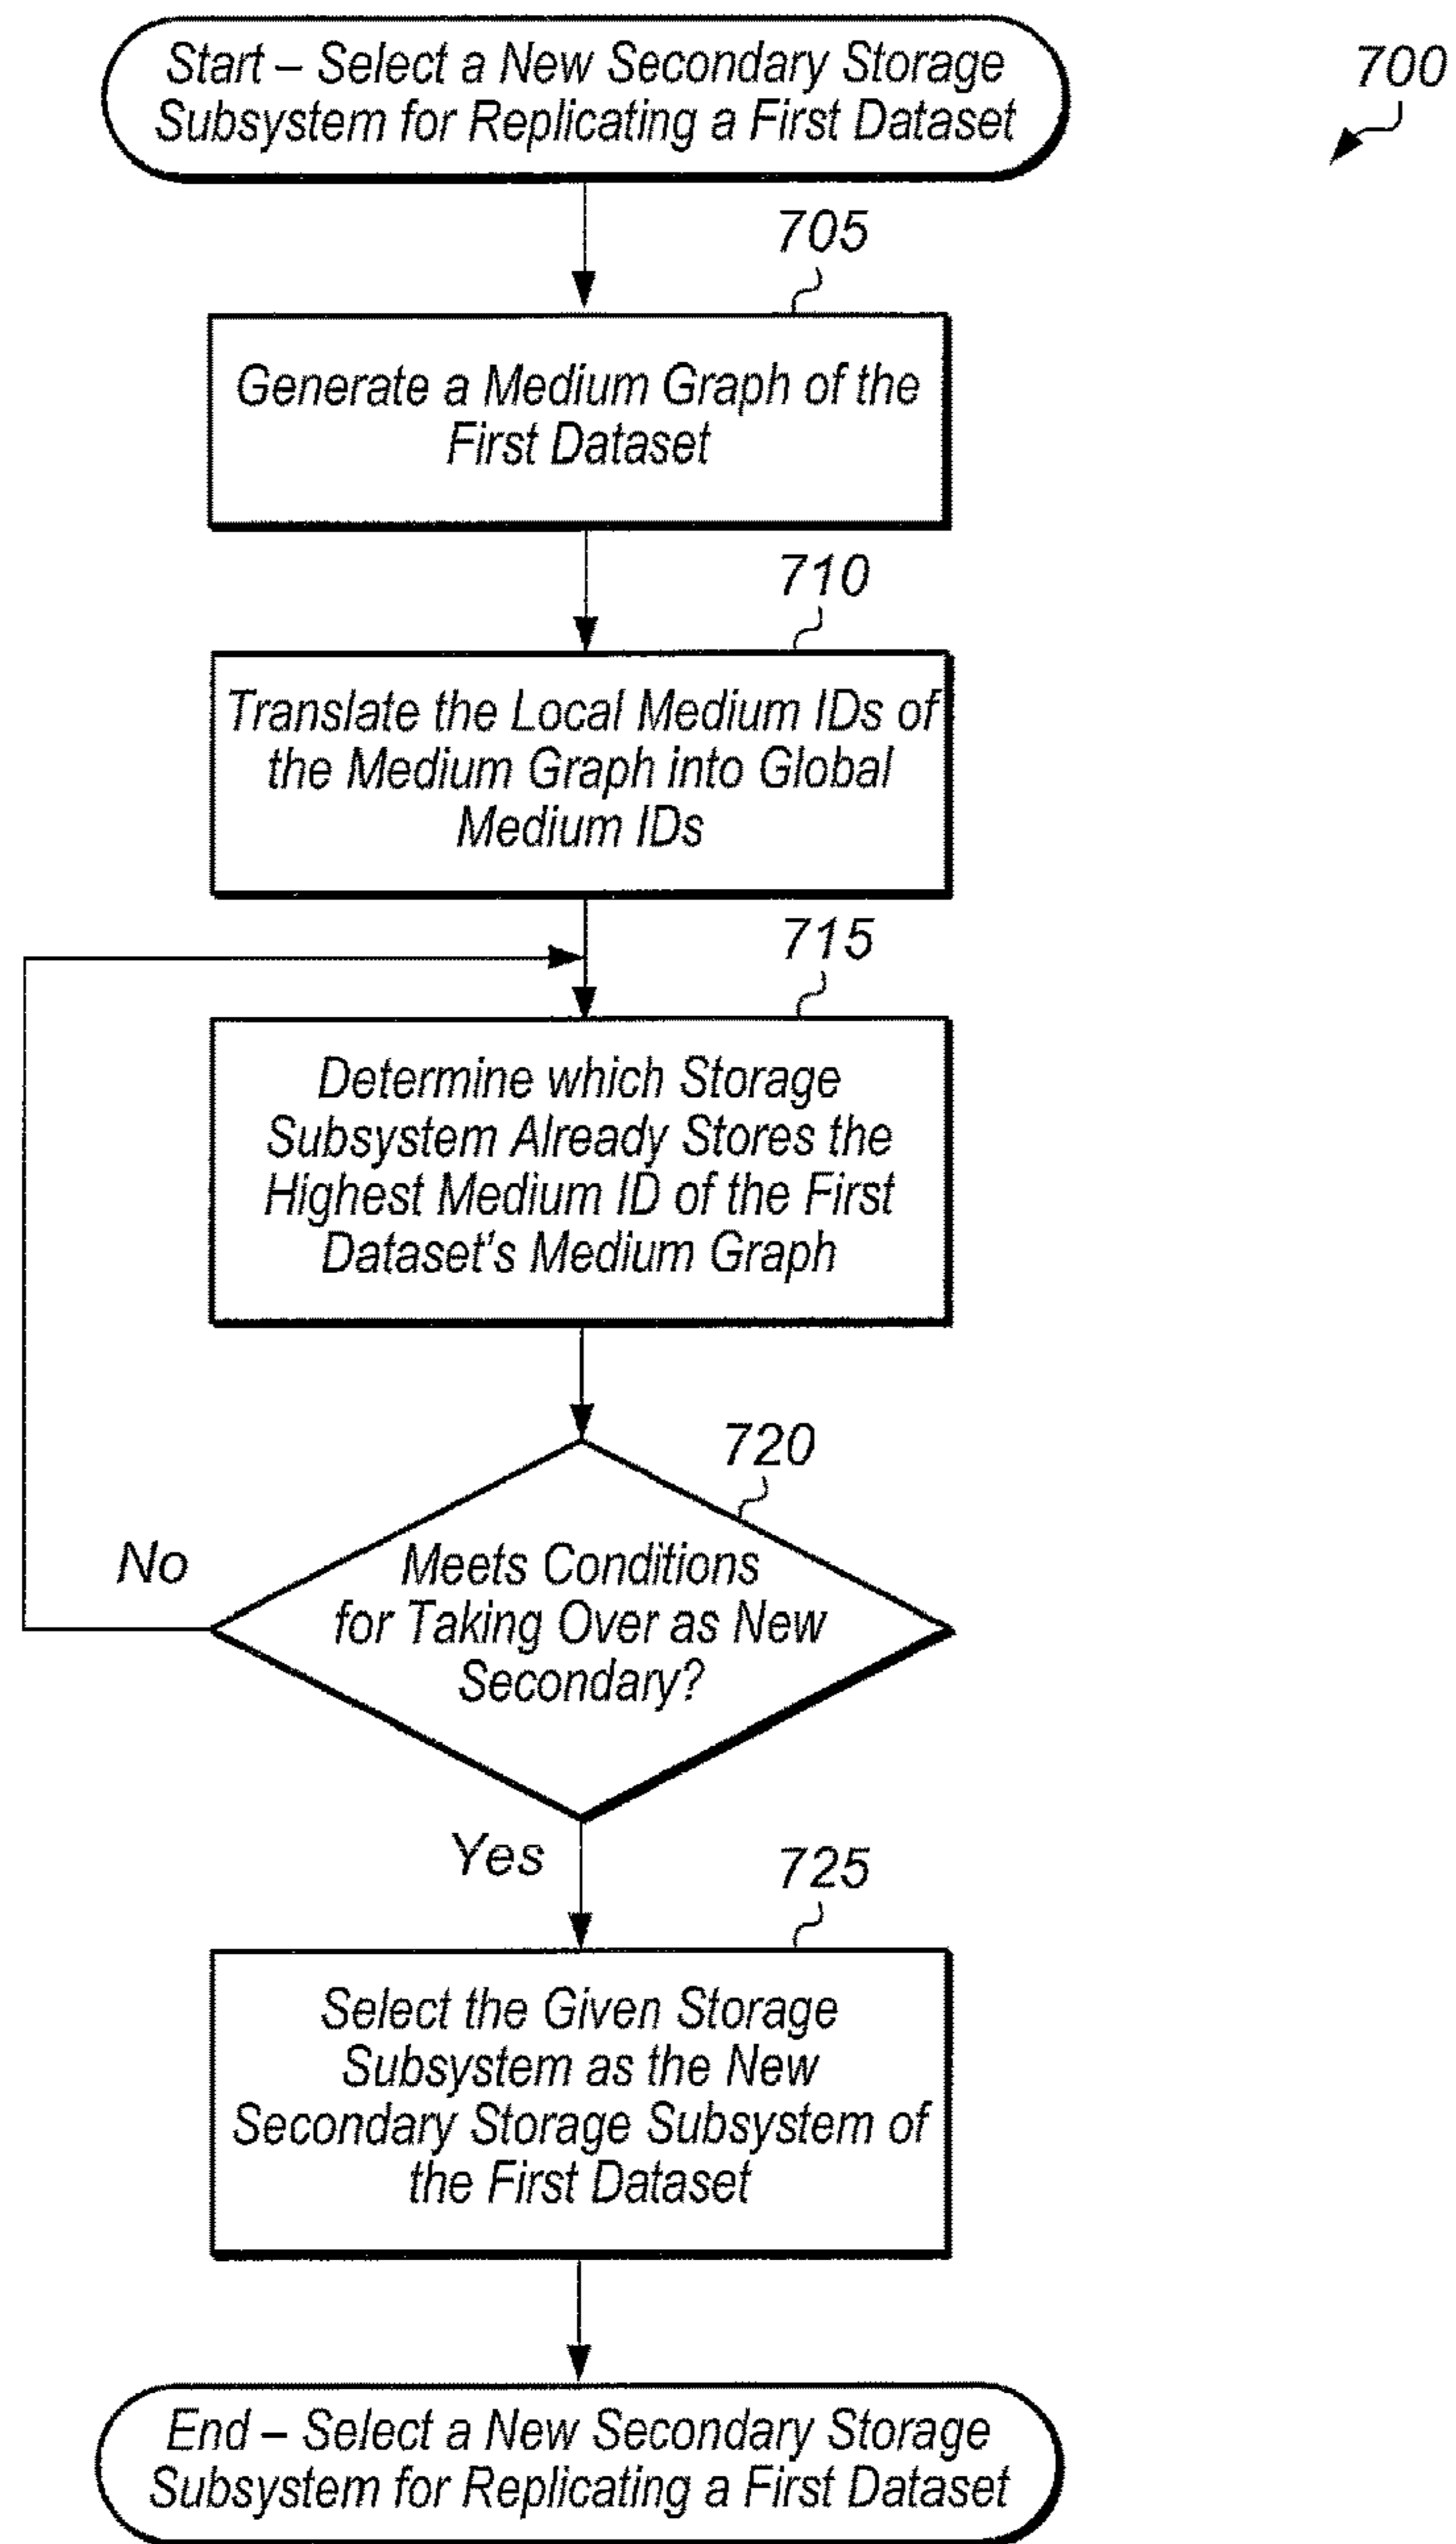 Start – Select a New Secondary Storage
Subsystem for Replicating a First Dataset
700
705
Generate a Medium Graph of the
First Dataset
710
Translate the Local Medium IDs of
the Medium Graph into Global
Medium IDs
715
Determine which Storage
Subsystem Already Stores the
Highest Medium ID of the First
Dataset's Medium Graph
720
No
Meets Conditions
for Taking Over as New
Secondary?
Yes
725
Select the Given Storage
Subsystem as the New
Secondary Storage Subsystem of
the First Dataset
End – Select a New Secondary Storage
Subsystem for Replicating a First Dataset